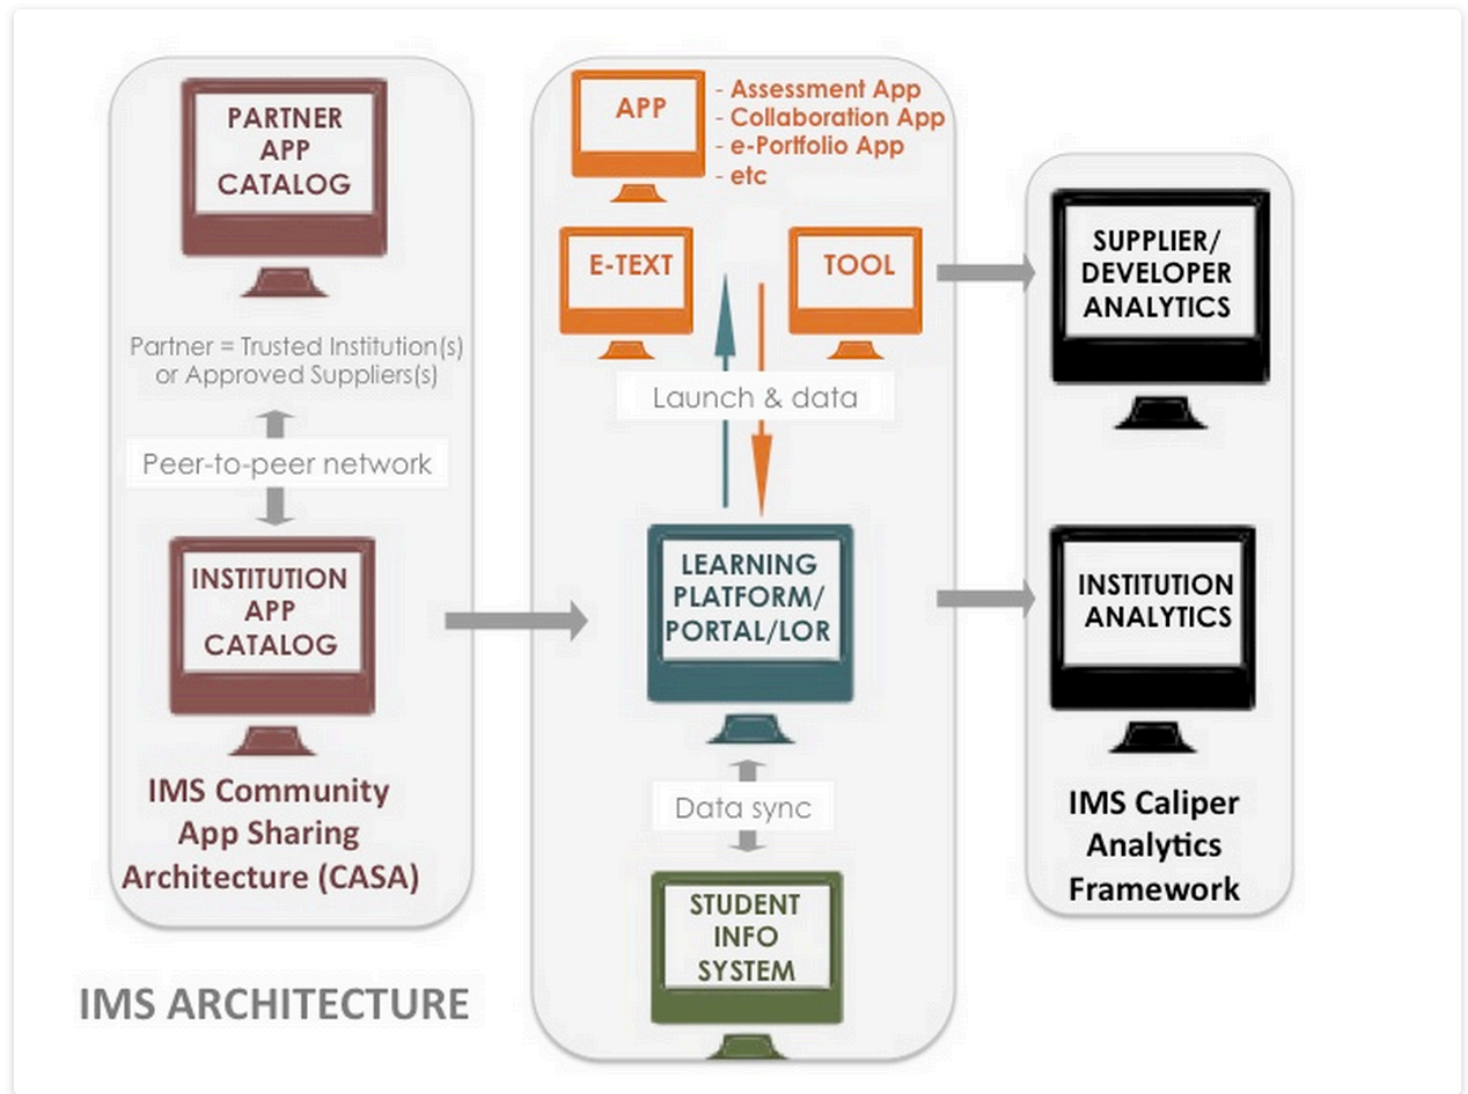 PARTNER
APP
CATALOG
Partner = Trusted Institution(s)
or Approved Suppliers(s)
Peer-to-peer network
INSTITUTION
APP
CATALOG
IMS Community
App Sharing
Architecture (CASA)
IMS ARCHITECTURE
APP
- Assessment App
- Collaboration App
- e-Portfolio App
- etc
E-TEXT
TOOL
Launch & data
LEARNING
PLATFORM/
PORTAL/LOR
Data sync
STUDENT
INFO
SYSTEM
SUPPLIER/
DEVELOPER
ANALYTICS
INSTITUTION
ANALYTICS
IMS Caliper
Analytics
Framework